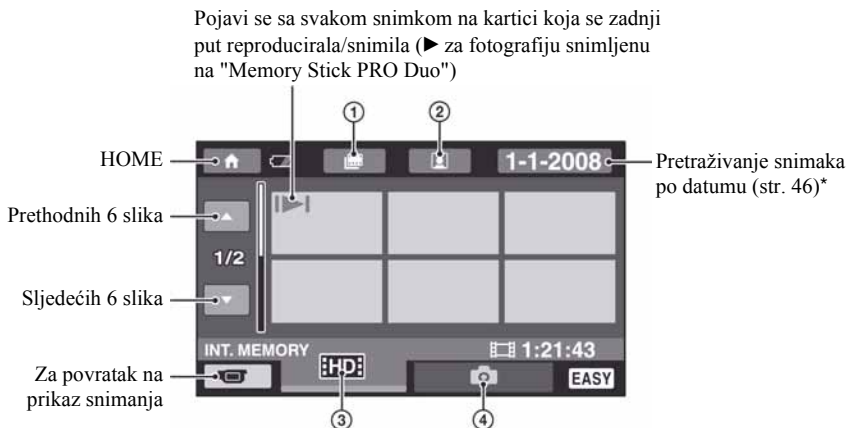 Pojavi se sa svakom snimkom na kartici koja se zadnji
put reproducirala/snimila (► za fotografiju snimljenu
na "Memory Stick PRO Duo")
① ②
HOME
1-1-2008
Pretraživanje snimaka
po datumu (str. 46)*
Prethodnih 6 slika
1/2
Sljedećih 6 slika
INT. MEMORY
1:21:43
Za povratak na
prikaz snimanja
HD
EASY
③ ④